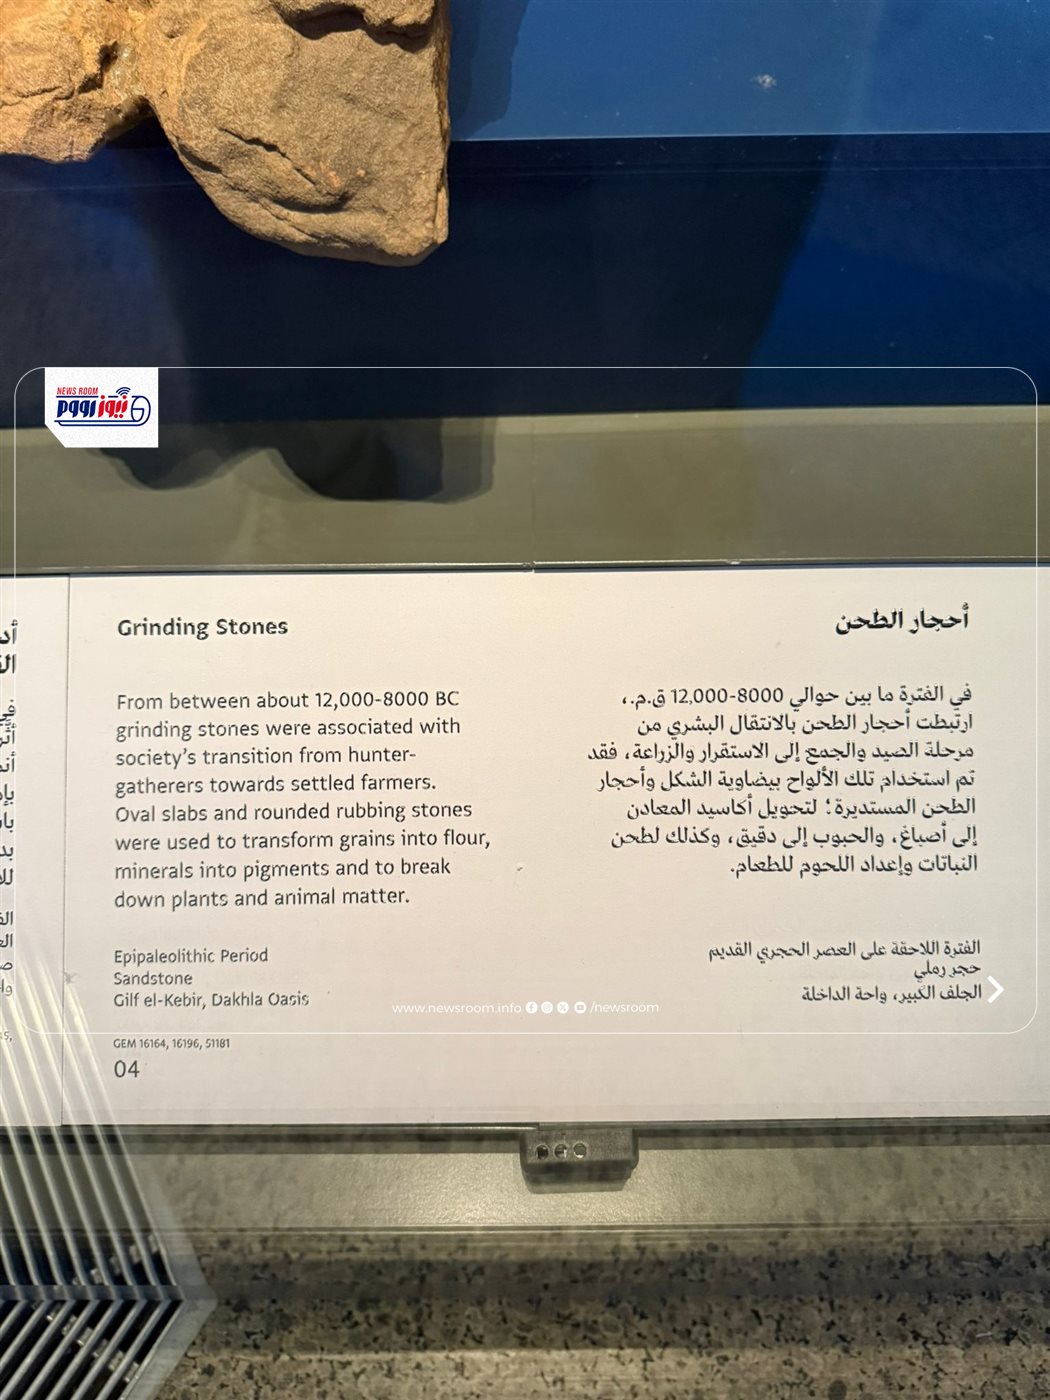 NEWS ROOM
نيوز رووم
Grinding Stones
From between about 12,000-8000 BC
grinding stones were associated with
society's transition from hunter-
gatherers towards settled farmers.
Oval slabs and rounded rubbing stones
were used to transform grains into flour,
minerals into pigments and to break
down plants and animal matter.
Epipaleolithic Period
Sandstone
Gilf el-Kebir, Dakhla Oasis
GEM 16164, 16196, 51181
04
أحجار الطحن
في الفترة ما بين حوالي 8000-12,000 ق.م.،
ارتبطت أحجار الطحن بالانتقال البشري من
مرحلة الصيد والجمع إلى الاستقرار والزراعة، فقد
تم استخدام تلك الألواح بيضاوية الشكل وأحجار
الطحن المستديرة؛ لتحويل أكاسيد المعادن
إلى أصباغ، والحبوب إلى دقيق، وكذلك لطحن
النباتات وإعداد اللحوم للطعام.
الفترة اللاحقة على العصر الحجري القديم
حجر رملي
الجلف الكبير، واحة الداخلة
www.newsroom.info /newsroom